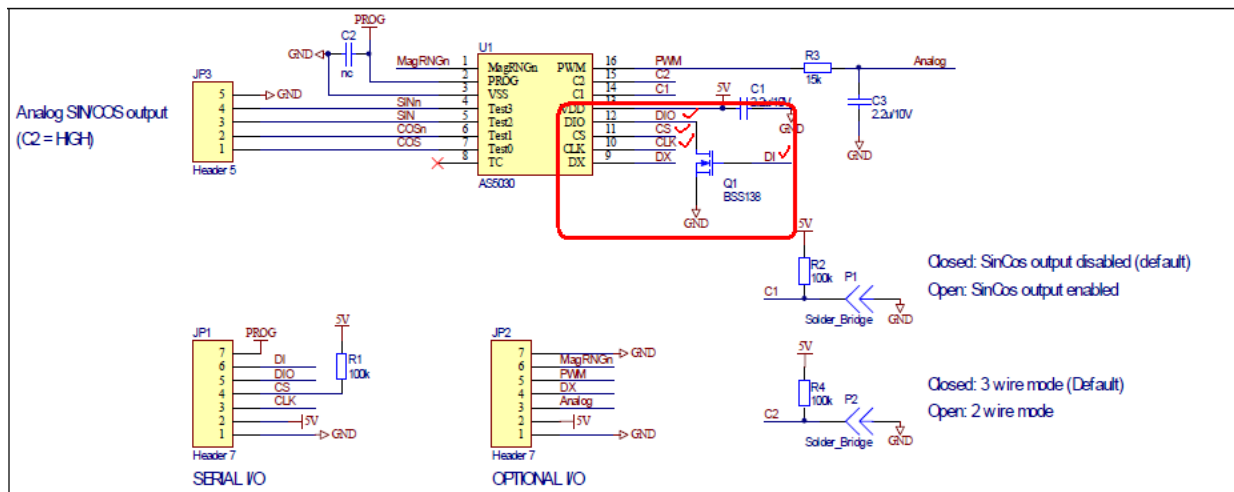 PROG
C2
GND
nc
U1
MagRNGn 1 MagRNGn PWM 16 PWM
2 PROG C2 15 C2
3 VSS C1 14 C1
4 Test3 VDD 13
5 Test2 DIO 12 DIO
6 Test1 CS 11 CS
7 Test0 CLK 10 CLK
8 TC DX 9 DX
AS5030
R3
15k
Analog
5V
C1
2.2u/10V
GND
C3
2.2u/10V
GND
DI
Q1
BSS138
GND
JP3
5 GND
4 SINn
3 SIN
2 COSn
1 COS
Header 5
Analog SIN/COS output
(C2 = HIGH)
5V
R2
100k
P1
C1
Solder_Bridge
GND
Closed: SinCos output disabled (default)
Open: SinCos output enabled
JP1
7 PROG
6 DI
5 DIO
4 CS
3 CLK
2 5V
1 GND
Header 7
SERIAL I/O
5V
R1
100k
JP2
7 GND
6 MagRNGn
5 PWM
4 DX
3 Analog
2 5V
1 GND
Header 7
OPTIONAL I/O
5V
R4
100k
P2
C2
Solder_Bridge
GND
Closed: 3 wire mode (Default)
Open: 2 wire mode